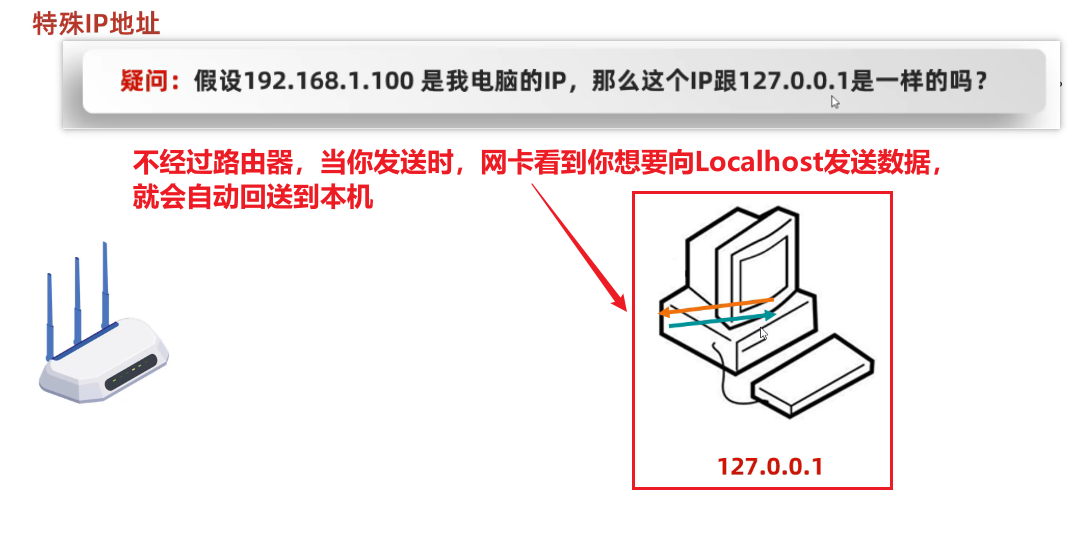 特殊IP地址
疑问：假设192.168.1.100 是我电脑的IP，那么这个IP跟127.0.0.1是一样的吗？
不经过路由器，当你发送时，网卡看到你想要向Localhost发送数据，
就会自动回送到本机
127.0.0.1